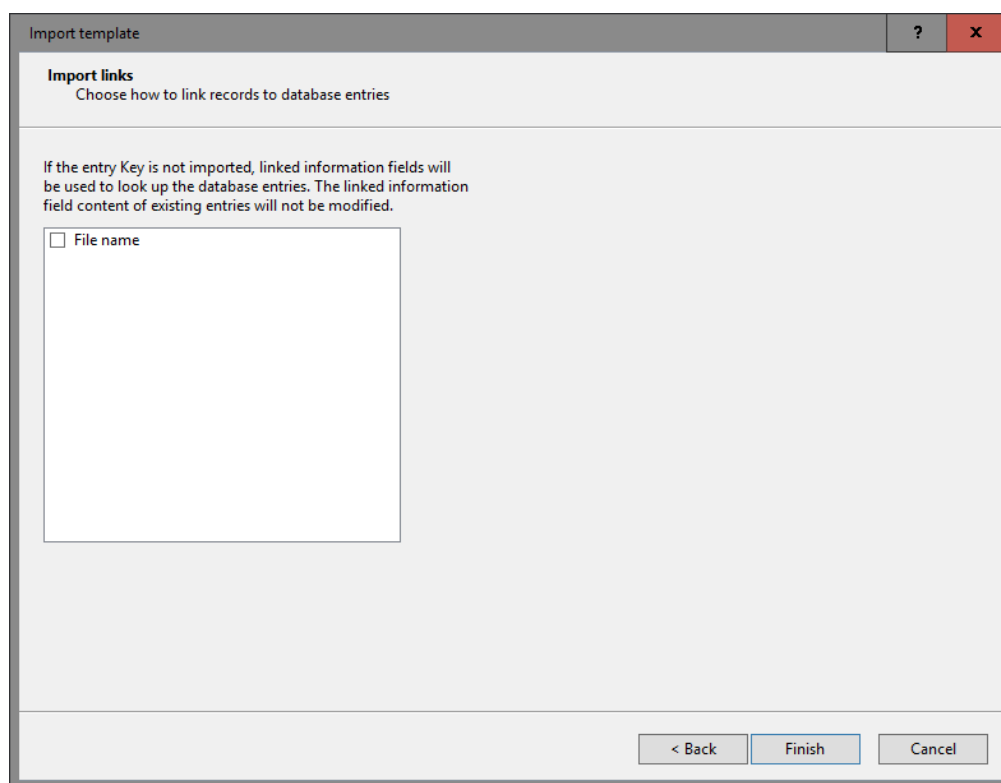 Import template
?
x
Import links
Choose how to link records to database entries
If the entry Key is not imported, linked information fields will
be used to look up the database entries. The linked information
field content of existing entries will not be modified.
File name
< Back
Finish
Cancel